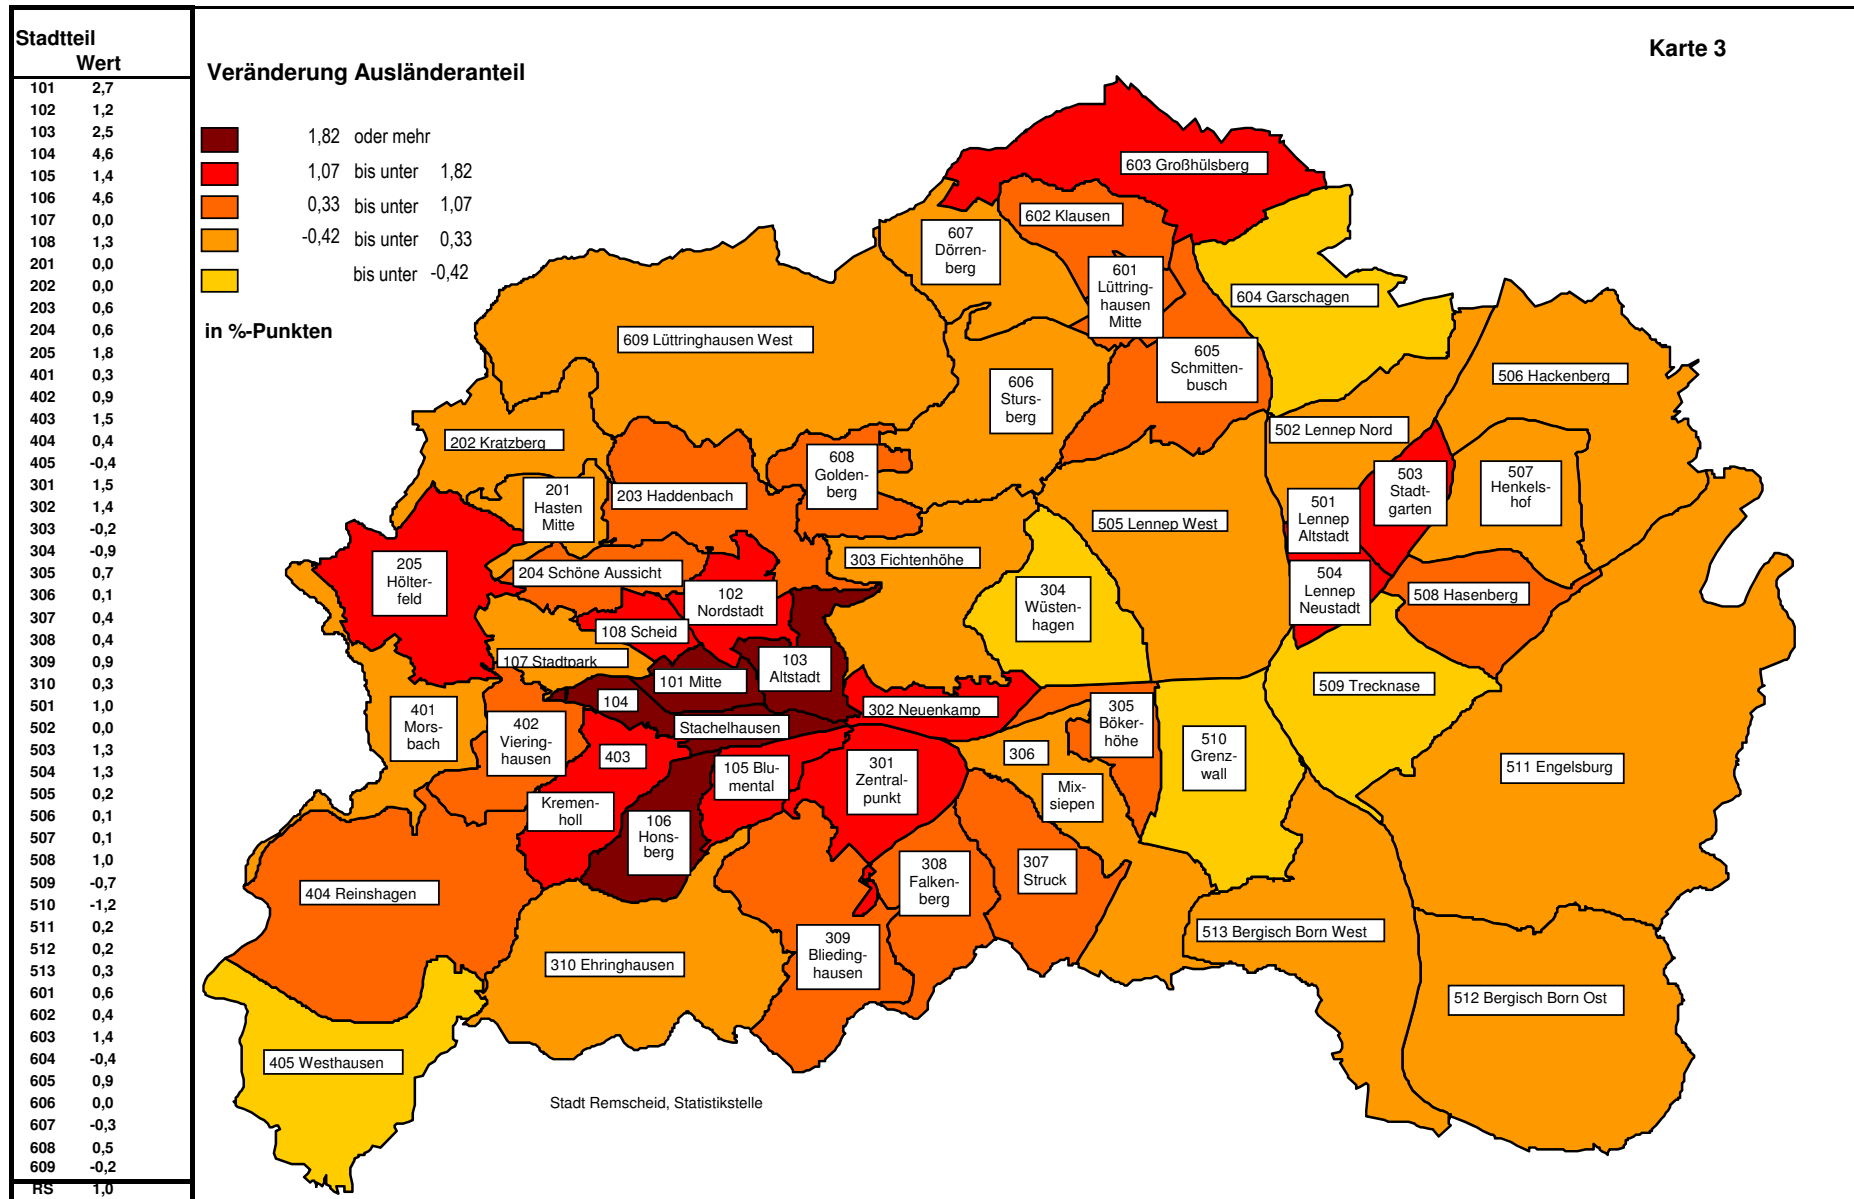 Stadtteil
Wert
101 2,7
102 1,2
103 2,5
104 4,6
105 1,4
106 4,6
107 0,0
108 1,3
201 0,0
202 0,0
203 0,6
204 0,6
205 1,8
401 0,3
402 0,9
403 1,5
404 0,4
405 -0,4
301 1,5
302 1,4
303 -0,2
304 -0,9
305 0,7
306 0,1
307 0,4
308 0,4
309 0,9
310 0,3
501 1,0
502 0,0
503 1,3
504 1,3
505 0,2
506 0,1
507 0,1
508 1,0
509 -0,7
510 -1,2
511 0,2
512 0,2
513 0,3
601 0,6
602 0,4
603 1,4
604 -0,4
605 0,9
606 0,0
607 -0,3
608 0,5
609 -0,2
RS 1,0
Karte 3
Veränderung Ausländeranteil
1,82 oder mehr
1,07 bis unter 1,82
0,33 bis unter 1,07
-0,42 bis unter 0,33
bis unter -0,42
in %-Punkten
603 Großhülsberg
602 Klausen
607
Dörren-
berg
601
Lüttring-
hausen
Mitte
604 Garschagen
609 Lüttringhausen West
605
Schmitten-
busch
606
Sturs-
berg
506 Hackenberg
502 Lennep Nord
202 Kratzberg
608
Golden-
berg
203 Haddenbach
201
Hasten
Mitte
503
Stadt-
garten
507
Henkels-
hof
501
Lennep
Altstadt
505 Lennep West
303 Fichtenhöhe
205
Hölter-
feld
204 Schöne Aussicht
102
Nordstadt
304
Wüsten-
hagen
504
Lennep
Neustadt
508 Hasenberg
108 Scheid
107 Stadtpark
103
Altstadt
101 Mitte
509 Trecknase
104
Stachelhausen
302 Neuenkamp
401
Mors-
bach
402
Viering-
hausen
305
Böker-
höhe
403
Kremen-
holl
105 Blu-
mental
301
Zentral-
punkt
306
Mix-
siepen
510
Grenz-
wall
511 Engelsburg
106
Hons-
berg
404 Reinshagen
308
Falken-
berg
307
Struck
309
Blieding-
hausen
310 Ehringhausen
513 Bergisch Born West
512 Bergisch Born Ost
405 Westhausen
Stadt Remscheid, Statistikstelle